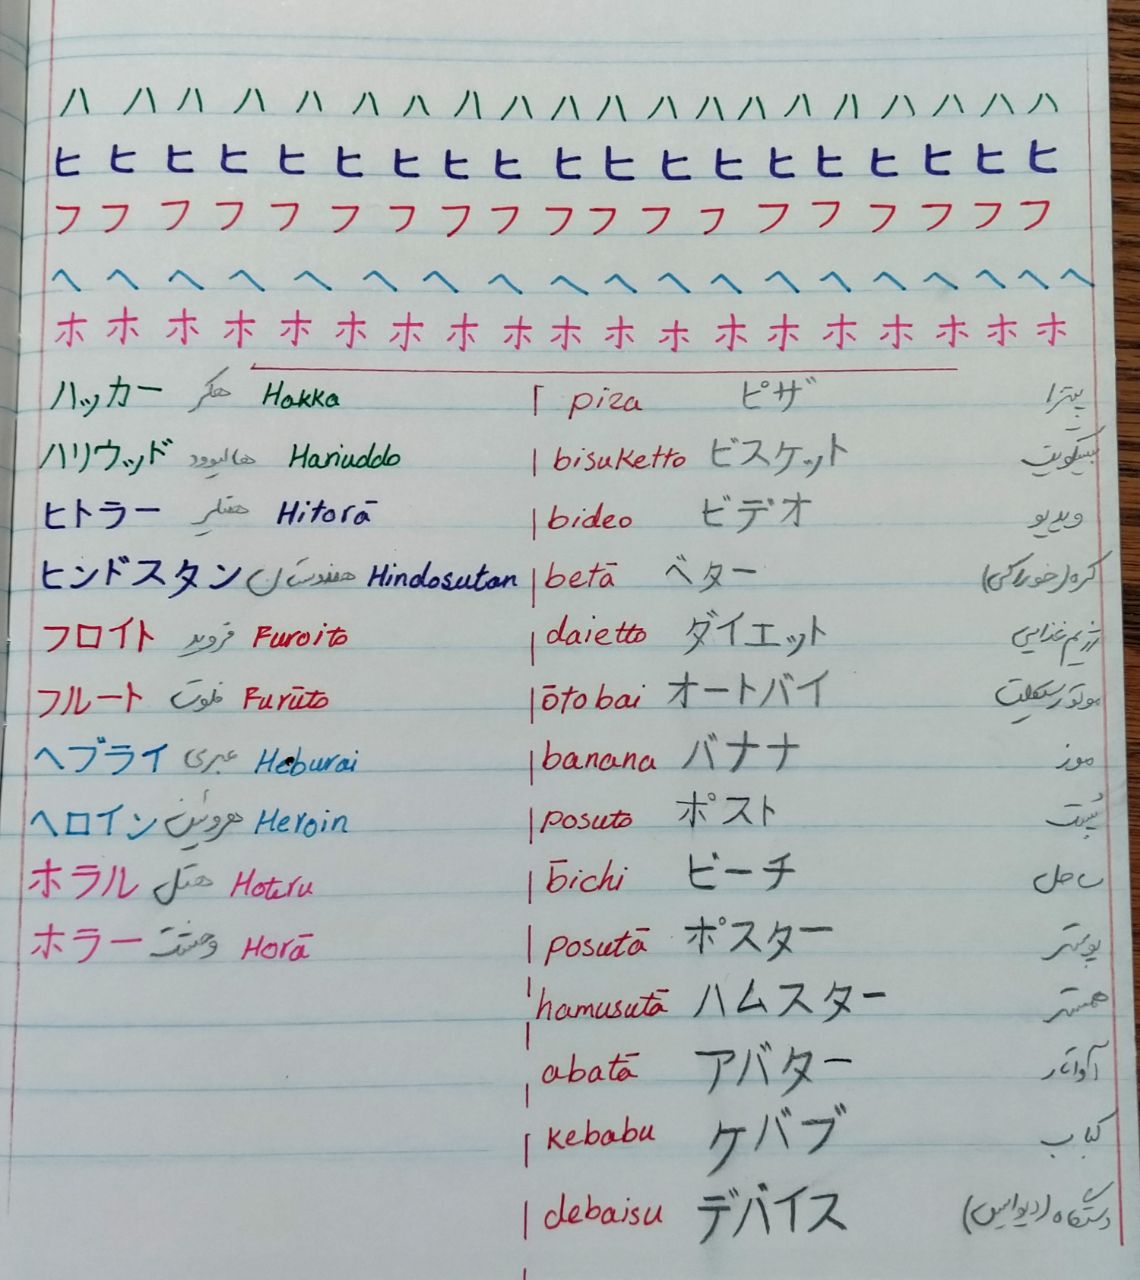 ハ ハ ハ ハ ハ ハ ハ ハ ハ ハ ハ ハ ハ ハ ハ ハ ハ ハ ハ ハ
ヒ ヒ ヒ ヒ ヒ ヒ ヒ ヒ ヒ ヒ ヒ ヒ ヒ ヒ ヒ ヒ ヒ ヒ ヒ
フ フ フ フ フ フ フ フ フ フ フ フ フ フ フ フ フ フ フ
ヘ ヘ ヘ ヘ ヘ ヘ ヘ ヘ ヘ ヘ ヘ ヘ ヘ ヘ ヘ ヘ ヘ ヘ ヘ
ホ ホ ホ ホ ホ ホ ホ ホ ホ ホ ホ ホ ホ ホ ホ ホ ホ ホ ホ
ハッカー هکر Hakka
ハリウッド هالیوود Hariuddo
ヒトラー هیتلر Hitorā
ヒンドスタン هندوستان Hindosutan
フロイト فروید Furoito
フルート فلوت Furūto
ヘブライ عبری Heburai
ヘロイン هروئین Heroin
ホラル هتل Hoteru
ホラー وحشت Horā
piza ピザ پیتزا
bisuketto ビスケット بیسکویت
bideo ビデオ ویدیو
betā ベター کره (خوراکی)
daietto ダイエット رژیم غذایی
ōtobai オートバイ موتورسیکلت
banana バナナ موز
posuto ポスト پُست
bīchi ビーチ ساحل
posutā ポスター پوستر
hamusutā ハムスター همستر
abatā アバター آواتار
kebabu ケバブ کباب
debaisu デバイス دستگاه (دیوایس)